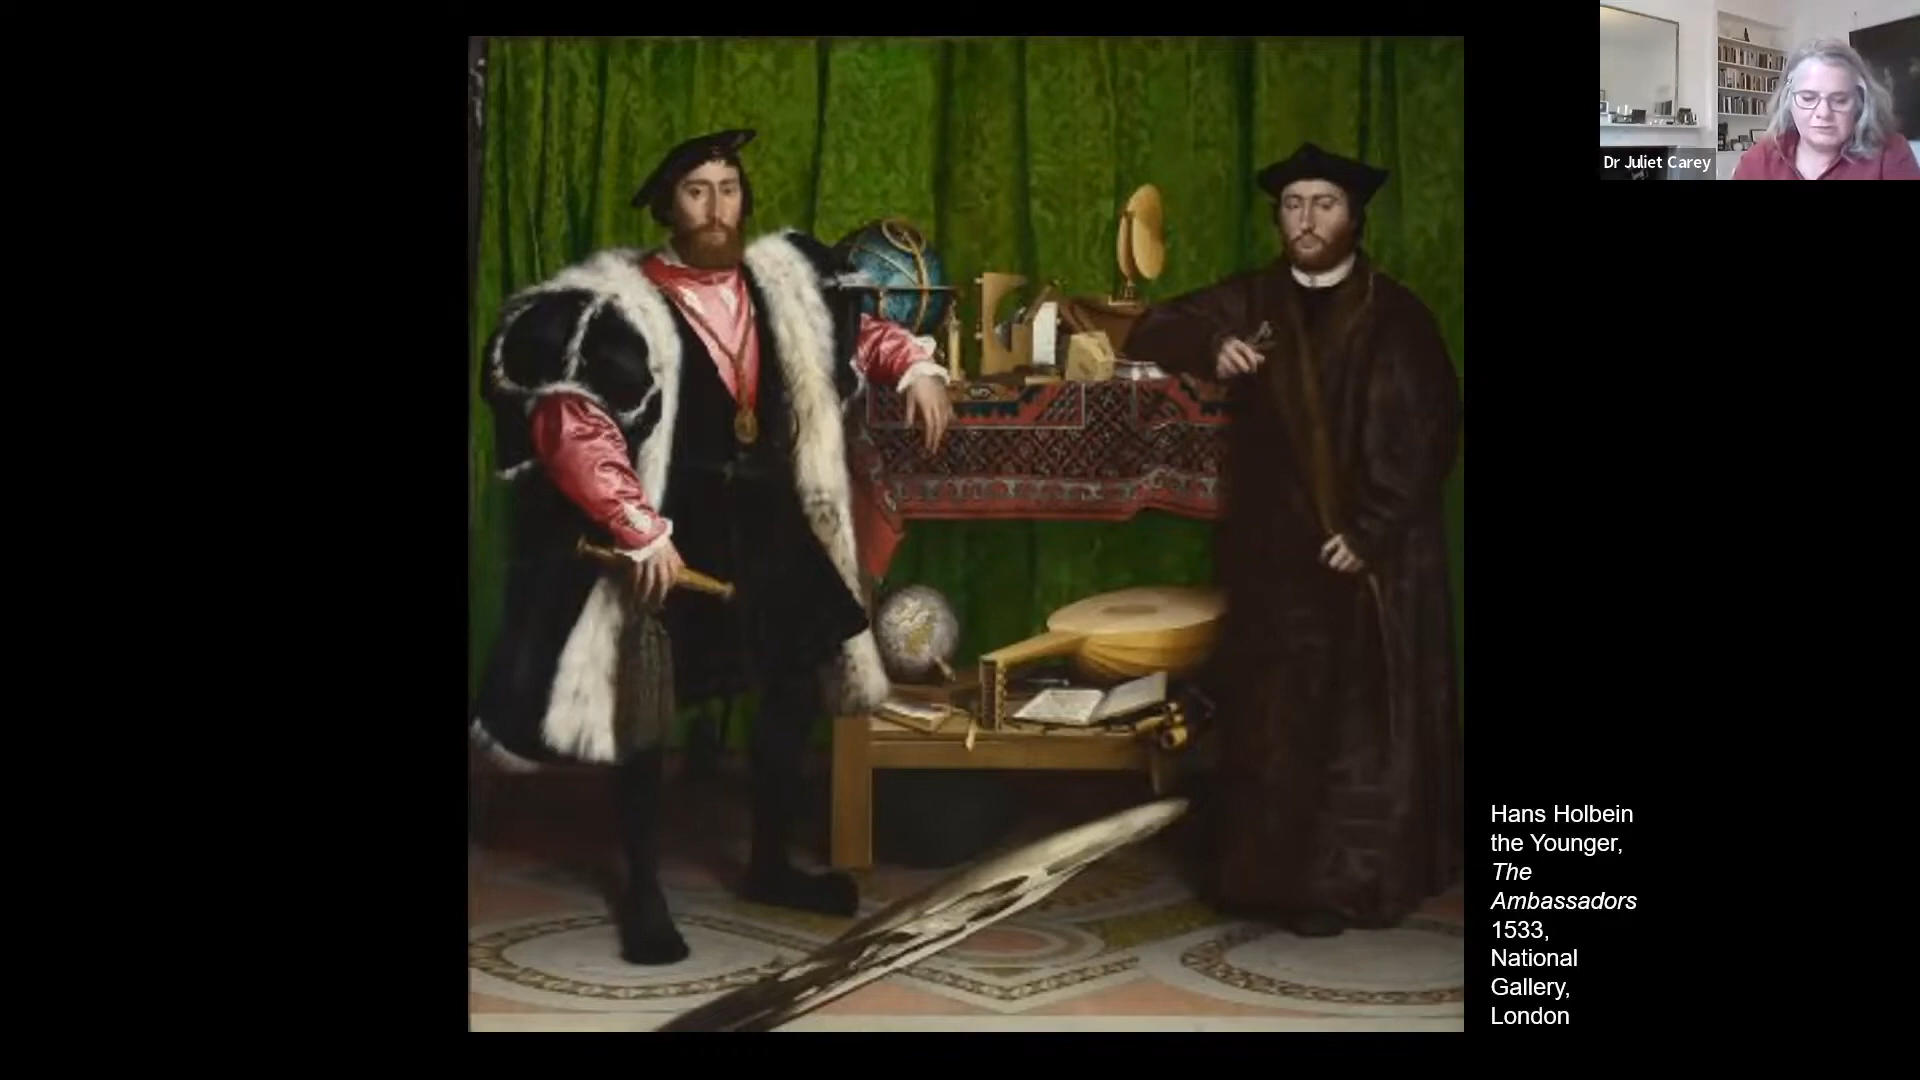 Dr Juliet Carey
Hans Holbein
the Younger,
The
Ambassadors
1533,
National
Gallery,
London